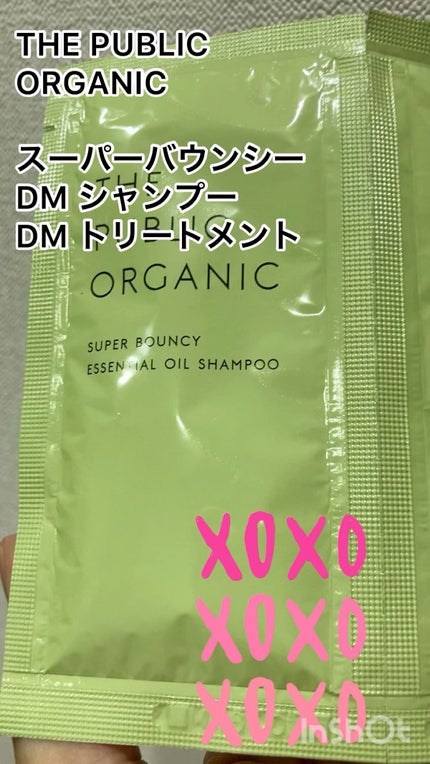 THE PUBLIC
ORGANIC
スーパーバウンシー
DM シャンプー
DM トリートメント
THE
PUBLIC
ORGANIC
SUPER BOUNCY
ESSENTIAL OIL SHAMPOO
XOXO
XOXO
XOXO
InShOt